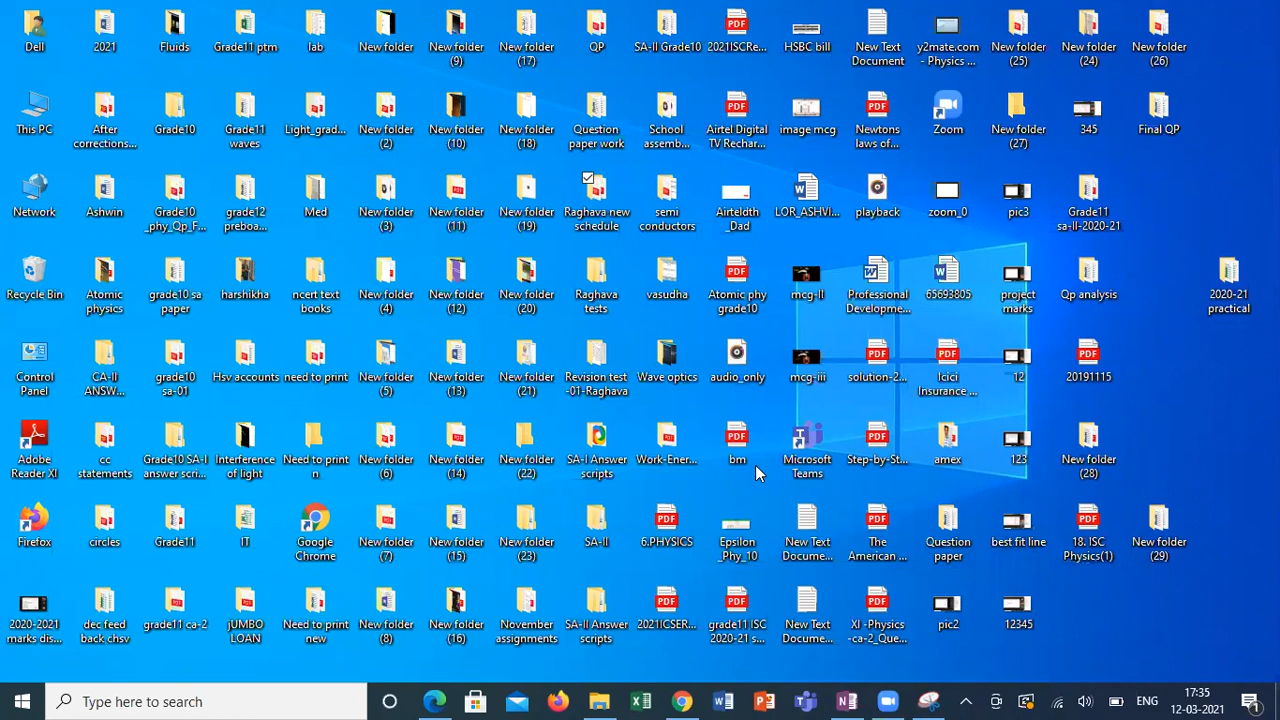 Dell
2021
Fluids
Grade11 ptm
lab
New folder
New folder
(9)
New folder
(17)
QP
SA-II Grade10
2021ISCRe...
HSBC bill
New Text
Document
y2mate.com
- Physics ...
New folder
(25)
New folder
(24)
New folder
(26)
This PC
After
corrections...
Grade10
Grade11
waves
Light_grad...
New folder
(2)
New folder
(10)
New folder
(18)
Question
paper work
School
assemb...
Airtel Digital
TV Rechar...
image mcg
Newtons
laws of...
Zoom
New folder
(27)
345
Final QP
Network
Ashwin
Grade10
_phy_Qp_F...
grade12
preboa...
Med
New folder
(3)
New folder
(11)
New folder
(19)
Raghava new
schedule
semi
conductors
Airteldth
_Dad
LOR_ASHVI...
playback
zoom_0
pic3
Grade11
sa-II-2020-21
Recycle Bin
Atomic
physics
grade10 sa
paper
harshikha
ncert text
books
New folder
(4)
New folder
(12)
New folder
(20)
Raghava
tests
vasudha
Atomic phy
grade10
mcg-II
Professional
Developme...
65693805
project
marks
Qp analysis
2020-21
practical
Control
Panel
CA-II
ANSW...
grade10
sa-01
Hsv accounts
need to print
New folder
(5)
New folder
(13)
New folder
(21)
Revision test
-01-Raghava
Wave optics
audio_only
mcg-iii
solution-2...
Icici
Insurance ...
12
20191115
Adobe
Reader XI
cc
statements
Grade10 SA-I
answer scri...
Interference
of light
Need to print
n
New folder
(6)
New folder
(14)
New folder
(22)
SA-I Answer
scripts
Work-Ener...
bm
Microsoft
Teams
Step-by-St...
amex
123
New folder
(28)
Firefox
circles
Grade11
IT
Google
Chrome
New folder
(7)
New folder
(15)
New folder
(23)
SA-II
6.PHYSICS
Epsilon
_Phy_10
New Text
Docume...
The
American ...
Question
paper
best fit line
18. ISC
Physics(1)
New folder
(29)
2020-2021
marks dis...
dec feed
back chsv
grade11 ca-2
jUMBO
LOAN
Need to print
new
New folder
(8)
New folder
(16)
November
assignments
SA-II Answer
scripts
2021ICSER...
grade11 ISC
2020-21 s...
New Text
Docume...
XI -Physics
-ca-2_Que...
pic2
12345
Type here to search
ENG
17:35
12-03-2021